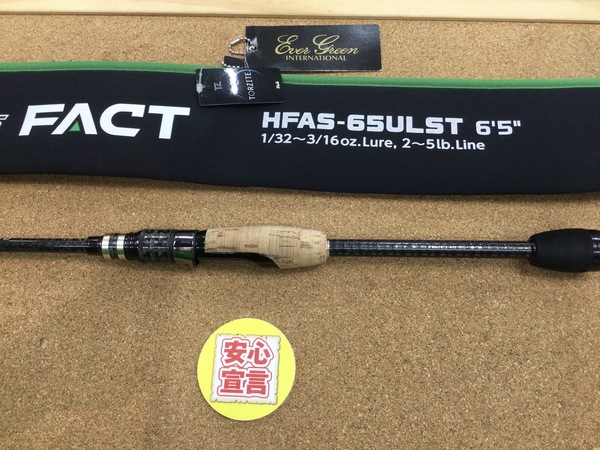 Ever Green
INTERNATIONAL
TORZITE
FACT
HFAS-65ULST 6'5"
1/32～3/16oz.Lure, 2～5lb.Line
安心
宣言